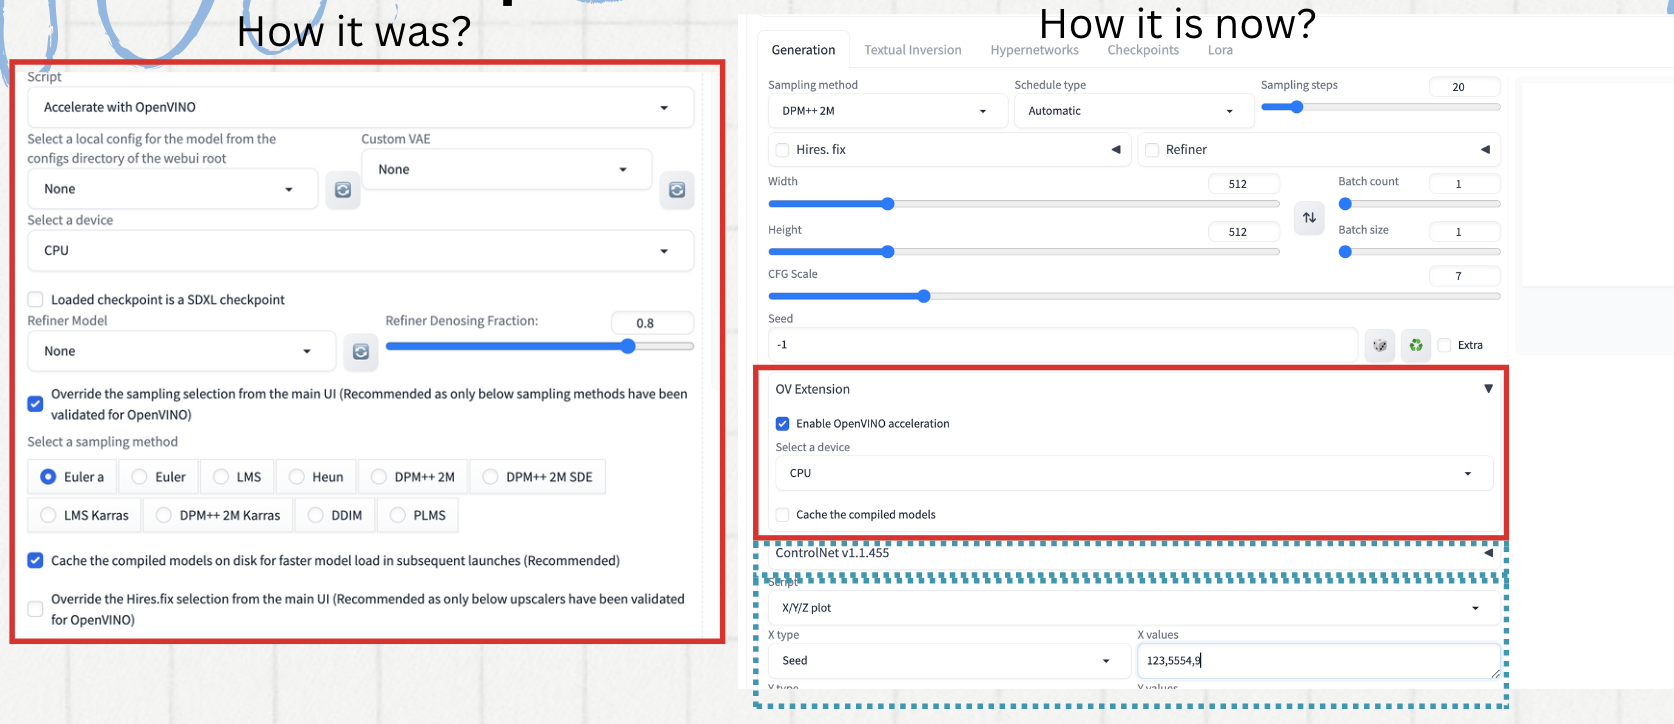 How it was?
Script
Accelerate with OpenVINO
Select a local config for the model from the
configs directory of the webui root
None
Custom VAE
None
Select a device
CPU
Loaded checkpoint is a SDXL checkpoint
Refiner Model
None
Refiner Denosing Fraction:
0.8
Override the sampling selection from the main UI (Recommended as only below sampling methods have been
validated for OpenVINO)
Select a sampling method
Euler a
Euler
LMS
Heun
DPM++ 2M
DPM++ 2M SDE
LMS Karras
DPM++ 2M Karras
DDIM
PLMS
Cache the compiled models on disk for faster model load in subsequent launches (Recommended)
Override the Hires.fix selection from the main UI (Recommended as only below upscalers have been validated
for OpenVINO)
How it is now?
Generation
Textual Inversion
Hypernetworks
Checkpoints
Lora
Sampling method
DPM++ 2M
Schedule type
Automatic
Sampling steps
20
Hires. fix
Refiner
Width
512
Batch count
1
Height
512
Batch size
1
CFG Scale
7
Seed
-1
Extra
OV Extension
Enable OpenVINO acceleration
Select a device
CPU
Cache the compiled models
ControlNet v1.1.455
Script
X/Y/Z plot
X type
Seed
X values
123,5554,9
Y type
Y values